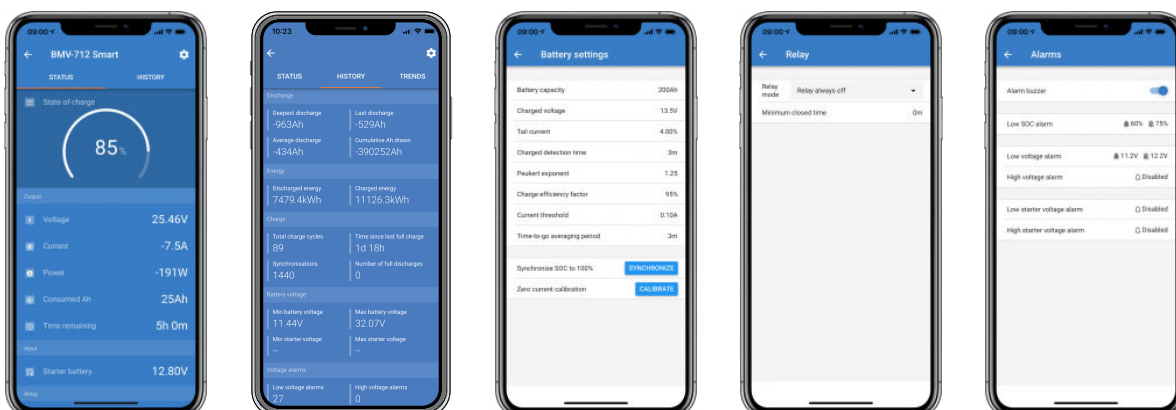 09:00
BMV-712 Smart
STATUS HISTORY
State of charge
85%
Output
Voltage 25.46V
Current -7.5A
Power -191W
Consumed Ah 25Ah
Time remaining 5h 0m
Input
Starter battery 12.80V
Relay
10:23
STATUS HISTORY TRENDS
Discharge
Deepest discharge Last discharge
-963Ah -529Ah
Average discharge Cumulative Ah drawn
-434Ah -390252Ah
Energy
Discharged energy Charged energy
7479.4kWh 11126.3kWh
Charge
Total charge cycles Time since last full charge
89 1d 18h
Synchronisations Number of full discharges
1440 0
Battery voltage
Min battery voltage Max battery voltage
11.44V 32.07V
Min starter voltage Max starter voltage
-- --
Voltage alarms
Low voltage alarms High voltage alarms
27 0
09:00
Battery settings
Battery capacity 200Ah
Charged voltage 13.5V
Tail current 4.00%
Charged detection time 3m
Peukert exponent 1.25
Charge efficiency factor 95%
Current threshold 0.10A
Time-to-go averaging period 3m
Synchronize SOC to 100% SYNCHRONIZE
Zero current calibration CALIBRATE
09:00
Relay
Relay mode Relay always off
Minimum closed time 0m
09:00
Alarms
Alarm buzzer
Low SOC alarm 60% 75%
Low voltage alarm 11.2V 12.2V
High voltage alarm Disabled
Low starter voltage alarm Disabled
High starter voltage alarm Disabled